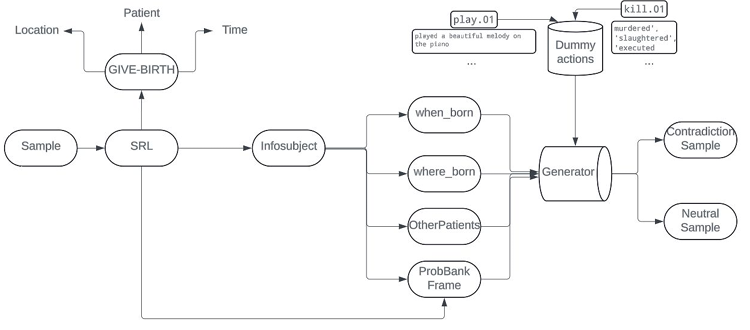 Patient
Location
Time
GIVE-BIRTH
Sample
SRL
Infosubject
when_born
where_born
OtherPatients
ProbBank
Frame
play.01
played a beautiful melody on
the piano
...
kill.01
murdered',
'slaughtered',
'executed
...
Dummy
actions
Generator
Contradiction
Sample
Neutral
Sample